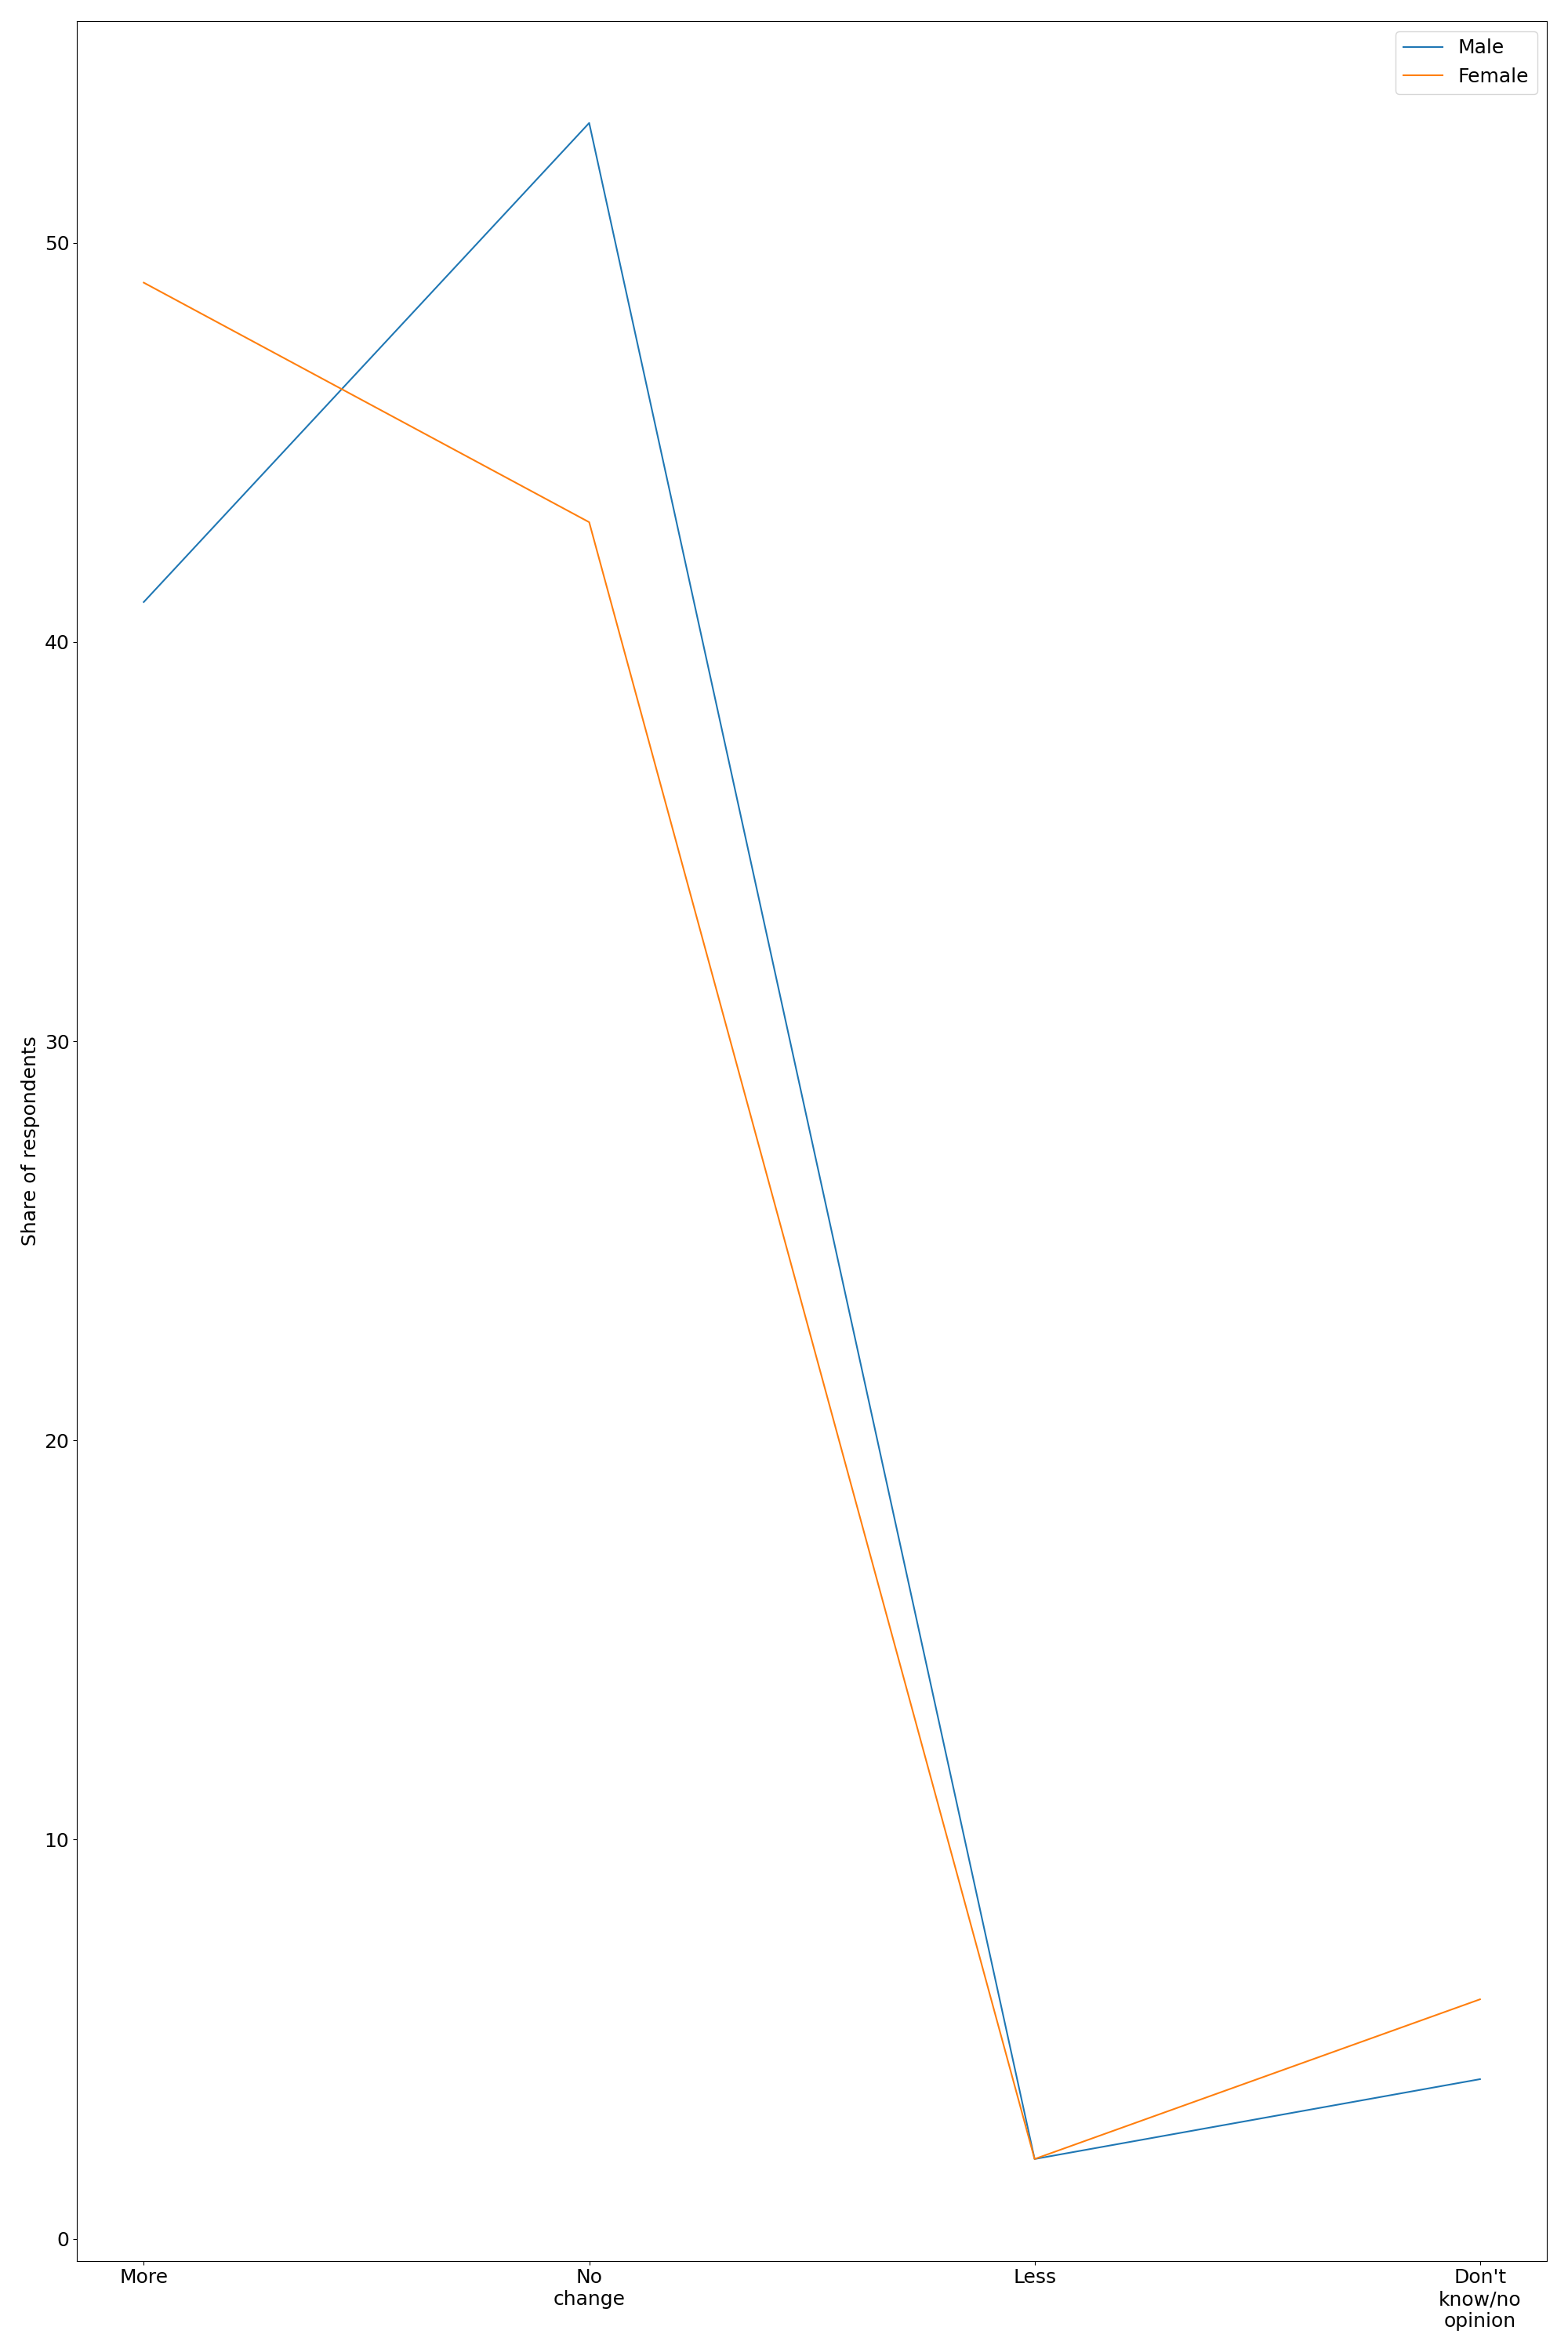 Male
Female
Share of respondents
50
40
30
20
10
0
More
No
change
Less
Don't
know/no
opinion